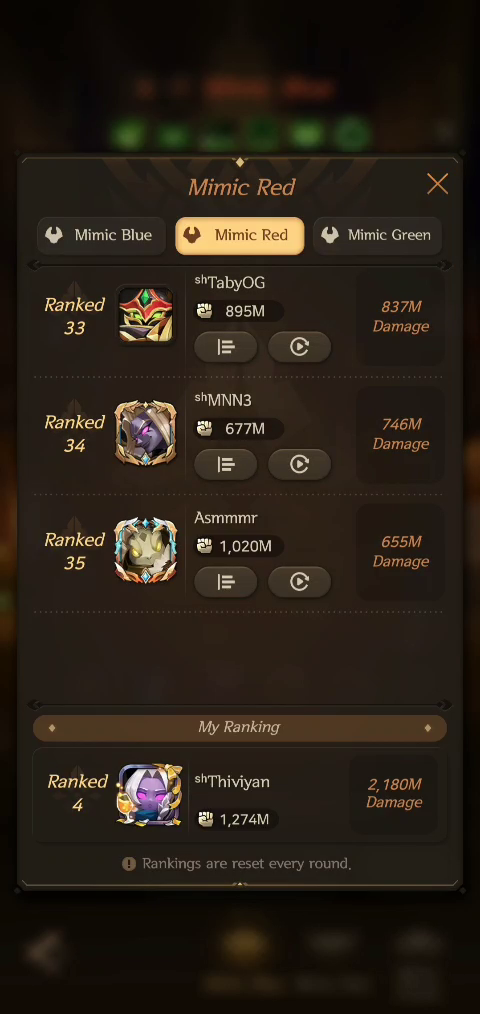 Mimic Red
Mimic Blue
Mimic Red
Mimic Green
Ranked
33
shTabyOG
895M
837M
Damage
Ranked
34
shMNN3
677M
746M
Damage
Ranked
35
Asmmmr
1,020M
655M
Damage
My Ranking
Ranked
4
shThiviyan
1,274M
2,180M
Damage
Rankings are reset every round.